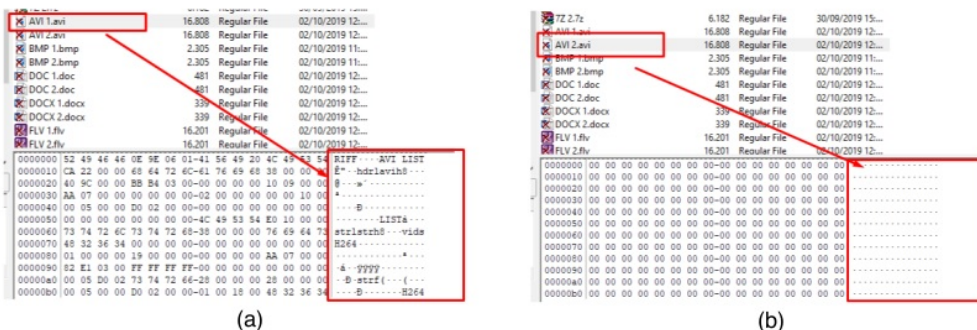 AVI 1.avi 16.808 Regular File 02/10/2019 12:...
AVI 2.avi 16.808 Regular File 02/10/2019 12:...
BMP 1.bmp 2.305 Regular File 02/10/2019 11:...
BMP 2.bmp 2.305 Regular File 02/10/2019 11:...
DOC 1.doc 481 Regular File 02/10/2019 12:...
DOC 2.doc 481 Regular File 02/10/2019 12:...
DOCX 1.docx 339 Regular File 02/10/2019 12:...
DOCX 2.docx 339 Regular File 02/10/2019 12:...
FLV 1.flv 16.201 Regular File 02/10/2019 12:...
FLV 2.flv 16.201 Regular File 02/10/2019 12:...
0000000 52 49 46 46 0E 9E 06 01-41 56 49 20 4C 49 53 54 RIFF····AVI LIST
0000010 CA 22 00 00 68 64 72 6C-61 76 69 68 38 00 00 00 Ê"··hdrlavih8···
0000020 40 9C 00 00 BB B4 03 00-00 00 00 00 10 09 00 00
0000030 AA 07 00 00 00 00 00 00-02 00 00 00 00 00 10 00
0000040 00 05 00 00 D0 02 00 00-00 00 00 00 00 00 00 00
0000050 00 00 00 00 00 00 00 00-4C 49 53 54 E0 10 00 00 ········LISTà···
0000060 73 74 72 6C 73 74 72 68-38 00 00 00 76 69 64 73 strlstrh8···vids
0000070 48 32 36 34 00 00 00 00-00 00 00 00 00 00 00 00 H264
0000080 01 00 00 00 19 00 00 00-00 00 00 00 AA 07 00 00
0000090 82 E1 03 00 FF FF FF FF-00 00 00 00 00 00 00 00 ·á··ÿÿÿÿ
00000a0 00 05 D0 02 73 74 72 66-28 00 00 00 28 00 00 00 ··Ð·strf(···(···
00000b0 00 05 00 00 D0 02 00 00-01 00 18 00 48 32 36 34 ····Ð·······H264
(a)
7Z 2.7z 6.182 Regular File 30/09/2019 15:...
AVI 1.avi 16.808 Regular File 02/10/2019 12:...
AVI 2.avi 16.808 Regular File 02/10/2019 12:...
BMP 1.bmp 2.305 Regular File 02/10/2019 11:...
BMP 2.bmp 2.305 Regular File 02/10/2019 11:...
DOC 1.doc 481 Regular File 02/10/2019 12:...
DOC 2.doc 481 Regular File 02/10/2019 12:...
DOCX 1.docx 339 Regular File 02/10/2019 12:...
DOCX 2.docx 339 Regular File 02/10/2019 12:...
FLV 1.flv 16.201 Regular File 02/10/2019 12:...
FLV 2.flv 16.201 Regular File 02/10/2019 12:...
0000000 00 00 00 00 00 00 00 00-00 00 00 00 00 00 00 00 ················
0000010 00 00 00 00 00 00 00 00-00 00 00 00 00 00 00 00 ················
0000020 00 00 00 00 00 00 00 00-00 00 00 00 00 00 00 00 ················
0000030 00 00 00 00 00 00 00 00-00 00 00 00 00 00 00 00 ················
0000040 00 00 00 00 00 00 00 00-00 00 00 00 00 00 00 00 ················
0000050 00 00 00 00 00 00 00 00-00 00 00 00 00 00 00 00 ················
0000060 00 00 00 00 00 00 00 00-00 00 00 00 00 00 00 00 ················
0000070 00 00 00 00 00 00 00 00-00 00 00 00 00 00 00 00 ················
0000080 00 00 00 00 00 00 00 00-00 00 00 00 00 00 00 00 ················
0000090 00 00 00 00 00 00 00 00-00 00 00 00 00 00 00 00 ················
00000a0 00 00 00 00 00 00 00 00-00 00 00 00 00 00 00 00 ················
00000b0 00 00 00 00 00 00 00 00-00 00 00 00 00 00 00 00 ················
(b)